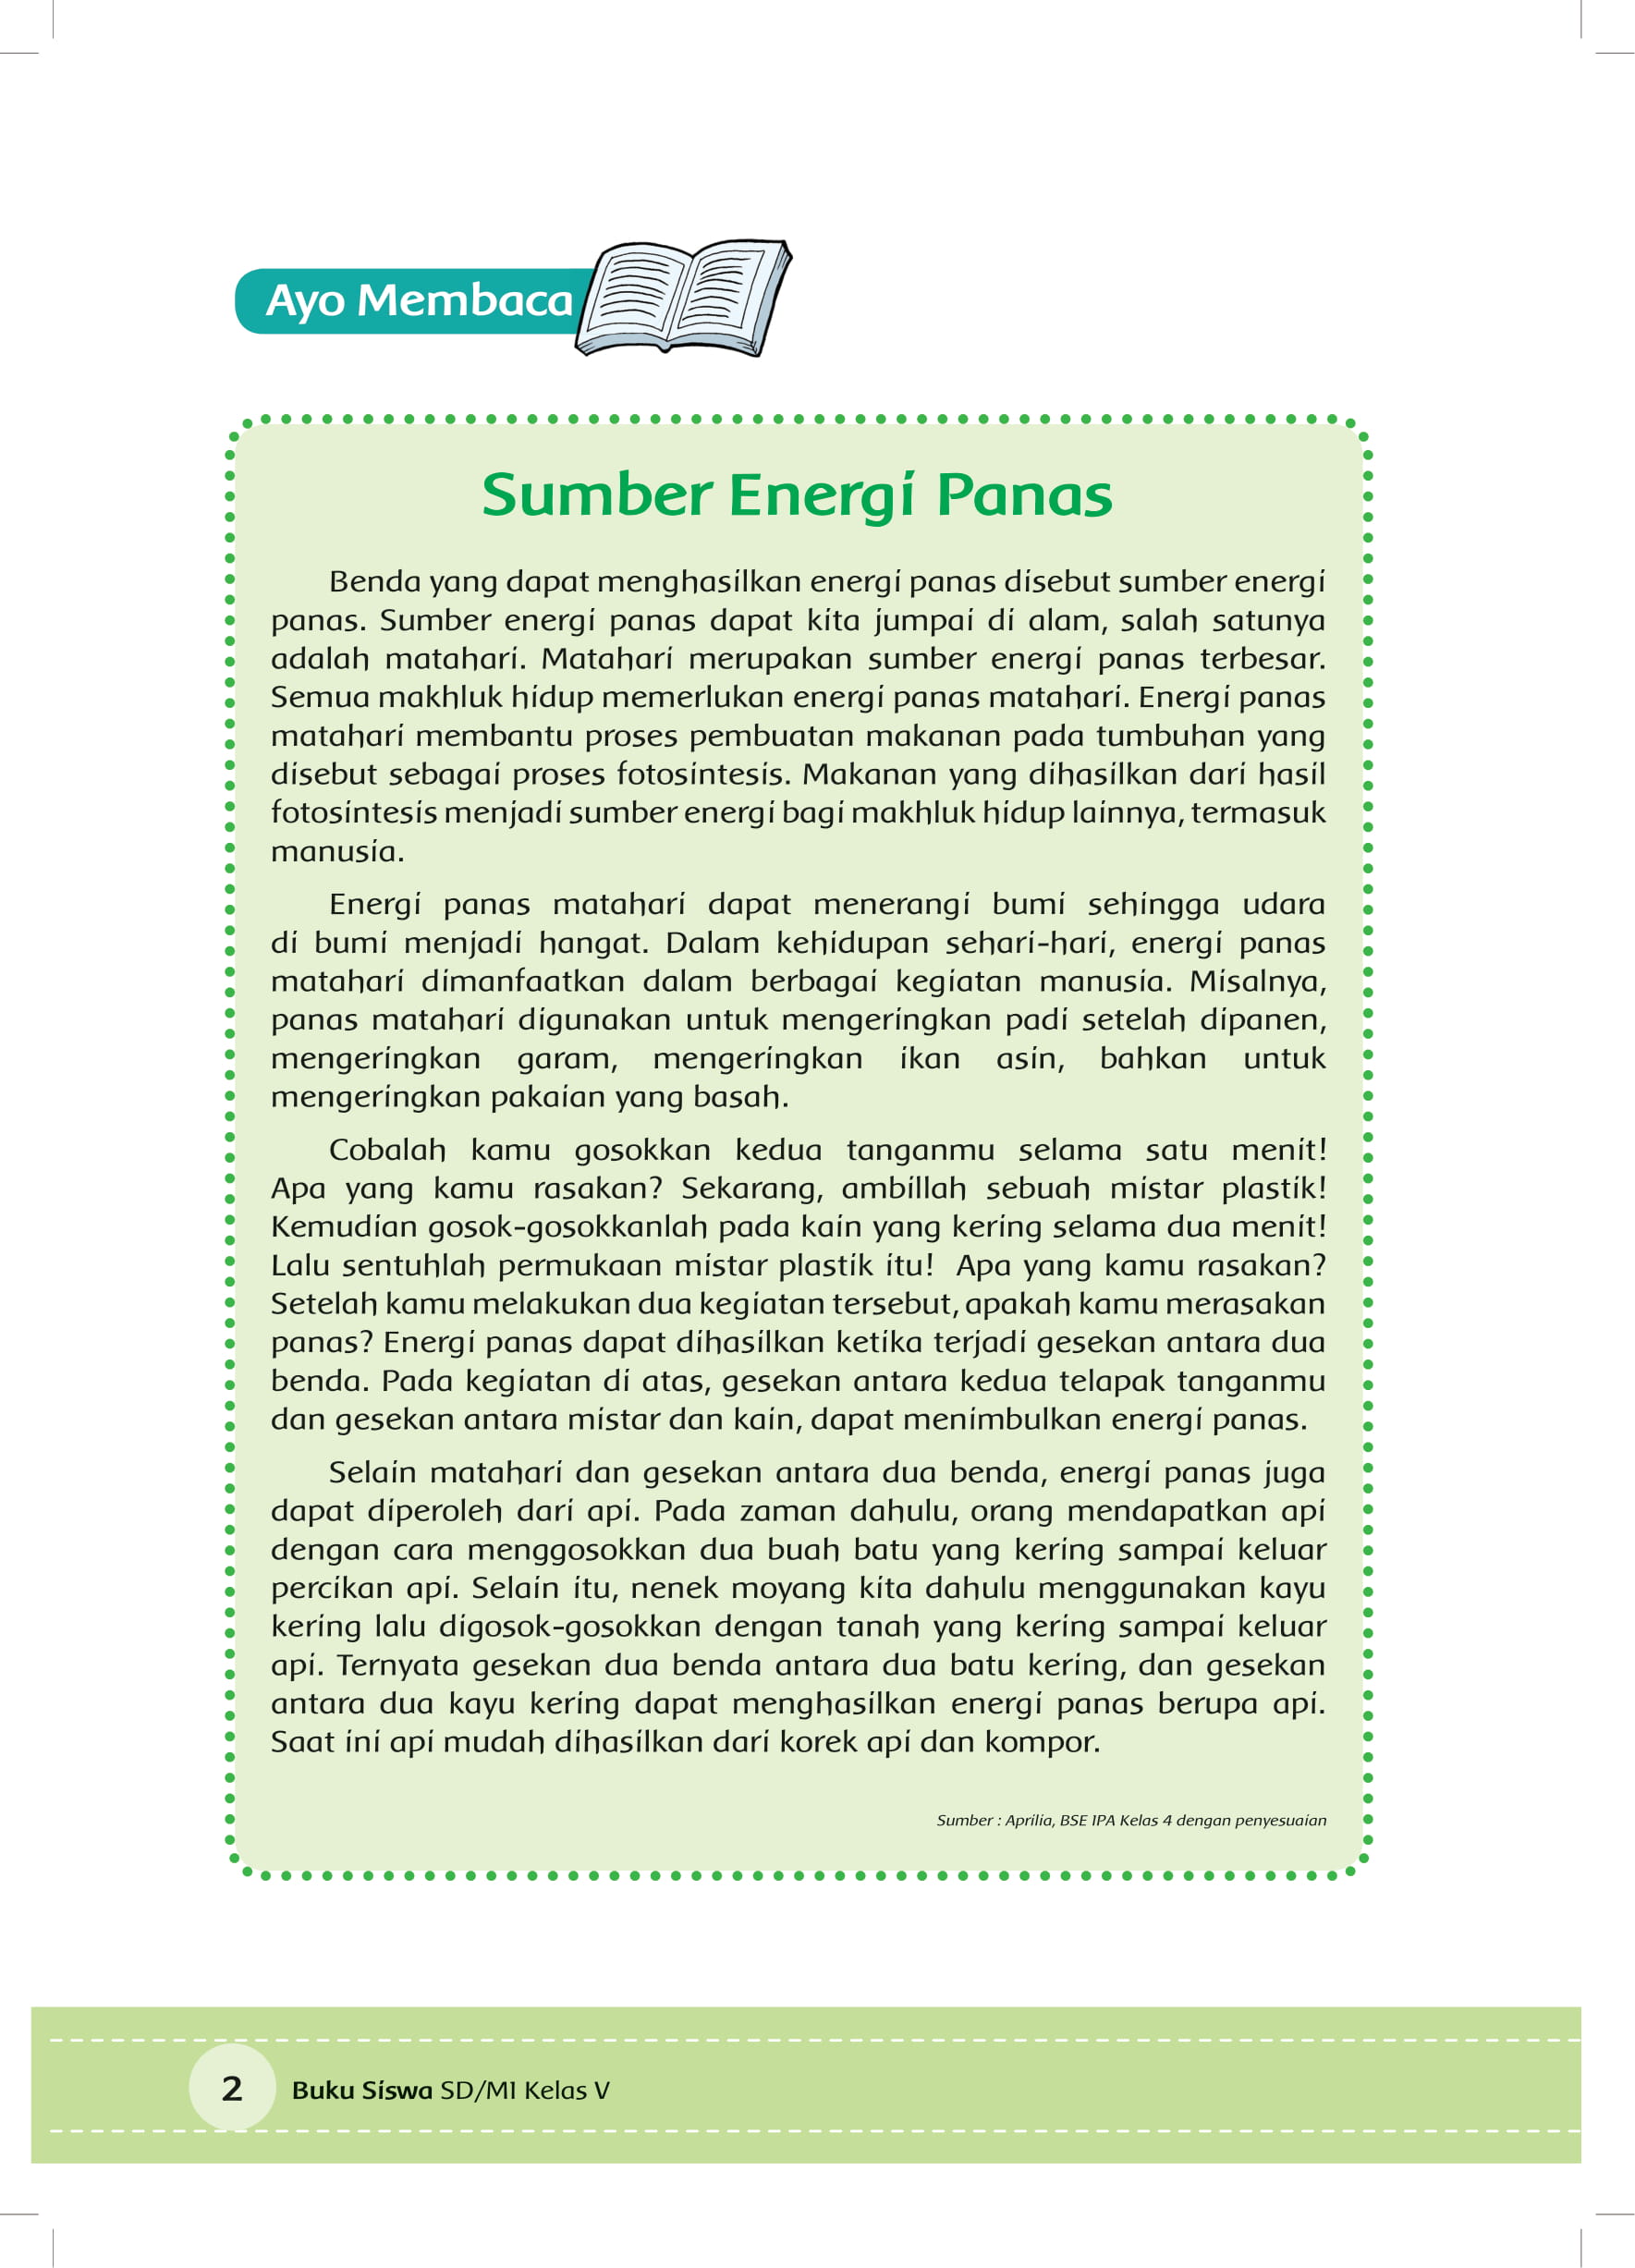 Ayo Membaca
Sumber Energi Panas
Benda yang dapat menghasilkan energi panas disebut sumber energi
panas. Sumber energi panas dapat kita jumpai di alam, salah satunya
adalah matahari. Matahari merupakan sumber energi panas terbesar.
Semua makhluk hidup memerlukan energi panas matahari. Energi panas
matahari membantu proses pembuatan makanan pada tumbuhan yang
disebut sebagai proses fotosintesis. Makanan yang dihasilkan dari hasil
fotosintesis menjadi sumber energi bagi makhluk hidup lainnya, termasuk
manusia.
Energi panas matahari dapat menerangi bumi sehingga udara
di bumi menjadi hangat. Dalam kehidupan sehari-hari, energi panas
matahari dimanfaatkan dalam berbagai kegiatan manusia. Misalnya,
panas matahari digunakan untuk mengeringkan padi setelah dipanen,
mengeringkan garam, mengeringkan ikan asin, bahkan untuk
mengeringkan pakaian yang basah.
Cobalah kamu gosokkan kedua tanganmu selama satu menit!
Apa yang kamu rasakan? Sekarang, ambillah sebuah mistar plastik!
Kemudian gosok-gosokkanlah pada kain yang kering selama dua menit!
Lalu sentuhlah permukaan mistar plastik itu! Apa yang kamu rasakan?
Setelah kamu melakukan dua kegiatan tersebut, apakah kamu merasakan
panas? Energi panas dapat dihasilkan ketika terjadi gesekan antara dua
benda. Pada kegiatan di atas, gesekan antara kedua telapak tanganmu
dan gesekan antara mistar dan kain, dapat menimbulkan energi panas.
Selain matahari dan gesekan antara dua benda, energi panas juga
dapat diperoleh dari api. Pada zaman dahulu, orang mendapatkan api
dengan cara menggosokkan dua buah batu yang kering sampai keluar
percikan api. Selain itu, nenek moyang kita dahulu menggunakan kayu
kering lalu digosok-gosokkan dengan tanah yang kering sampai keluar
api. Ternyata gesekan dua benda antara dua batu kering, dan gesekan
antara dua kayu kering dapat menghasilkan energi panas berupa api.
Saat ini api mudah dihasilkan dari korek api dan kompor.
Sumber : Aprilia, BSE IPA Kelas 4 dengan penyesuaian
2 Buku Siswa SD/MI Kelas V